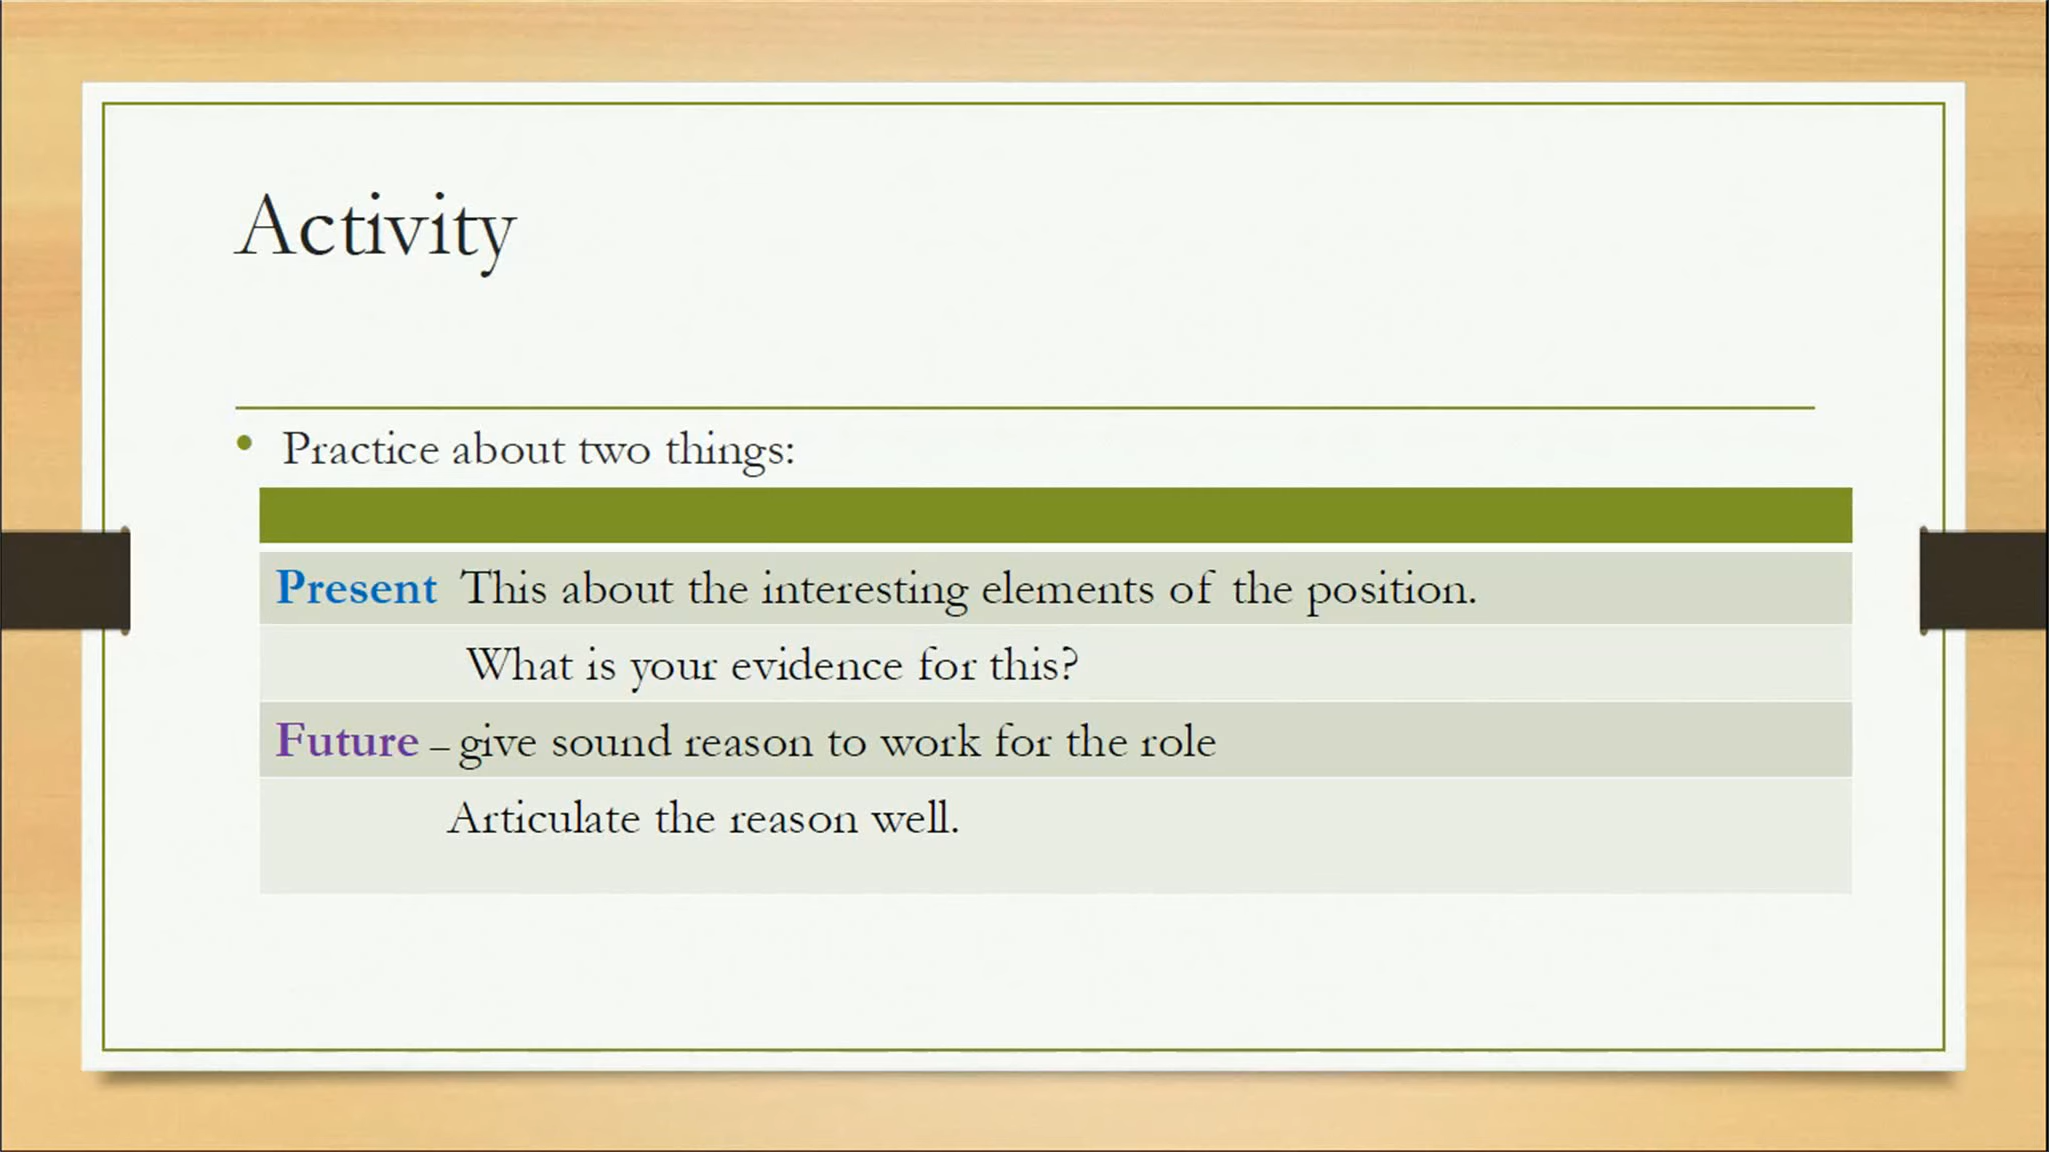 Activity
• Practice about two things:
Present This about the interesting elements of the position.
What is your evidence for this?
Future – give sound reason to work for the role
Articulate the reason well.